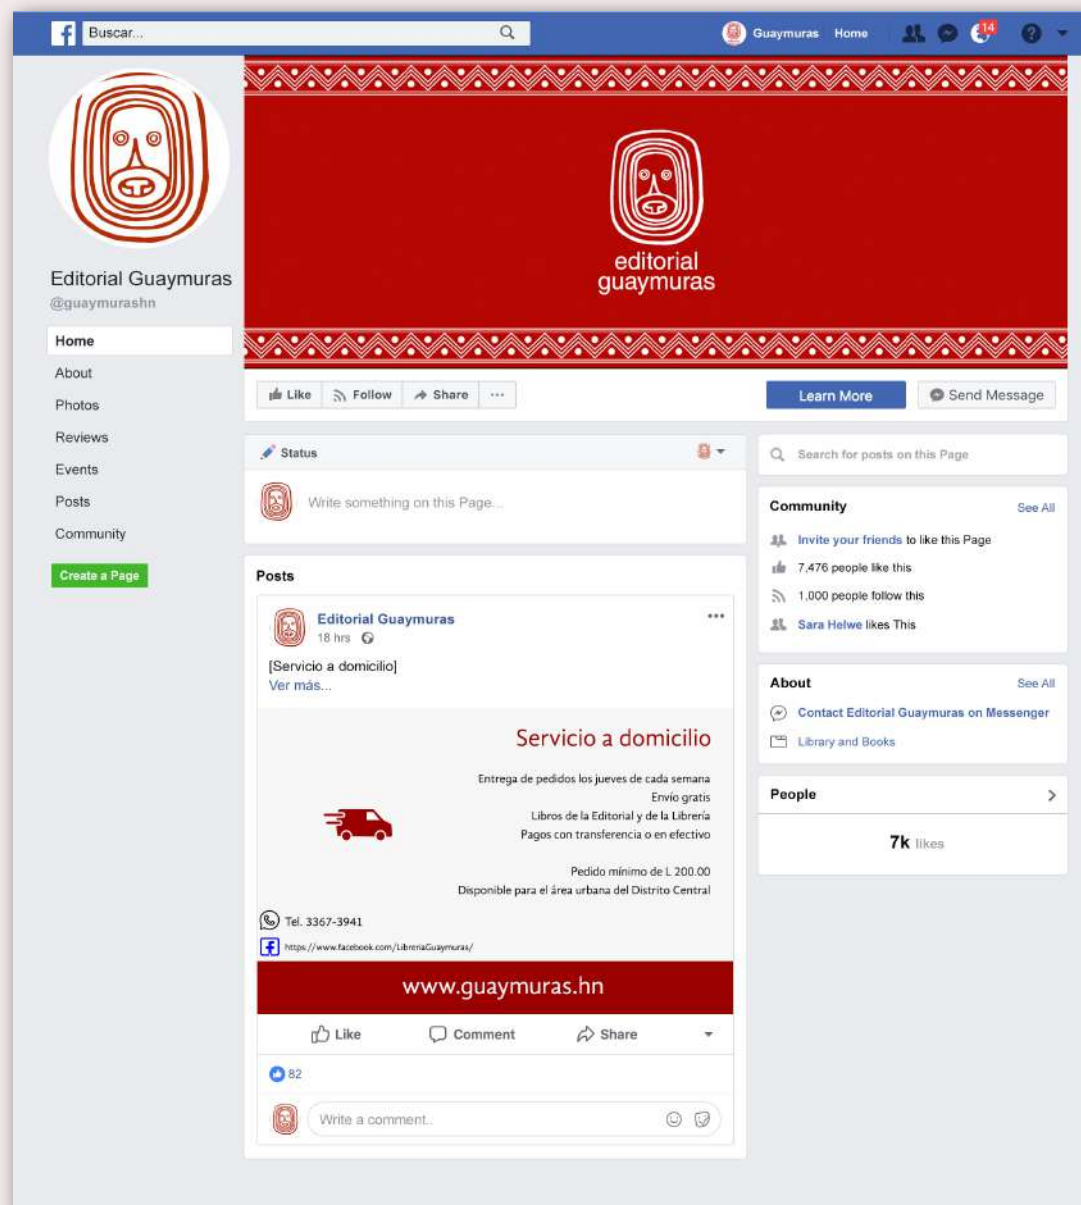 Buscar...
Guaymuras Home
14
Editorial Guaymuras
@guaymurashn
Home
About
Photos
Reviews
Events
Posts
Community
Create a Page
editorial
guaymuras
Like Follow Share
Learn More
Send Message
Status
Write something on this Page...
Posts
Editorial Guaymuras
18 hrs
[Servicio a domicilio]
Ver más...
Servicio a domicilio
Entrega de pedidos los jueves de cada semana
Envío gratis
Libros de la Editorial y de la Librería
Pagos con transferencia o en efectivo
Pedido mínimo de L 200.00
Disponible para el área urbana del Distrito Central
Tel. 3367-3941
https://www.facebook.com/LibreriaGuaymuras/
www.guaymuras.hn
Like Comment Share
82
Write a comment..
Search for posts on this Page
Community See All
Invite your friends to like this Page
7,476 people like this
1,000 people follow this
Sara Helwe likes This
About See All
Contact Editorial Guaymuras on Messenger
Library and Books
People
7k likes